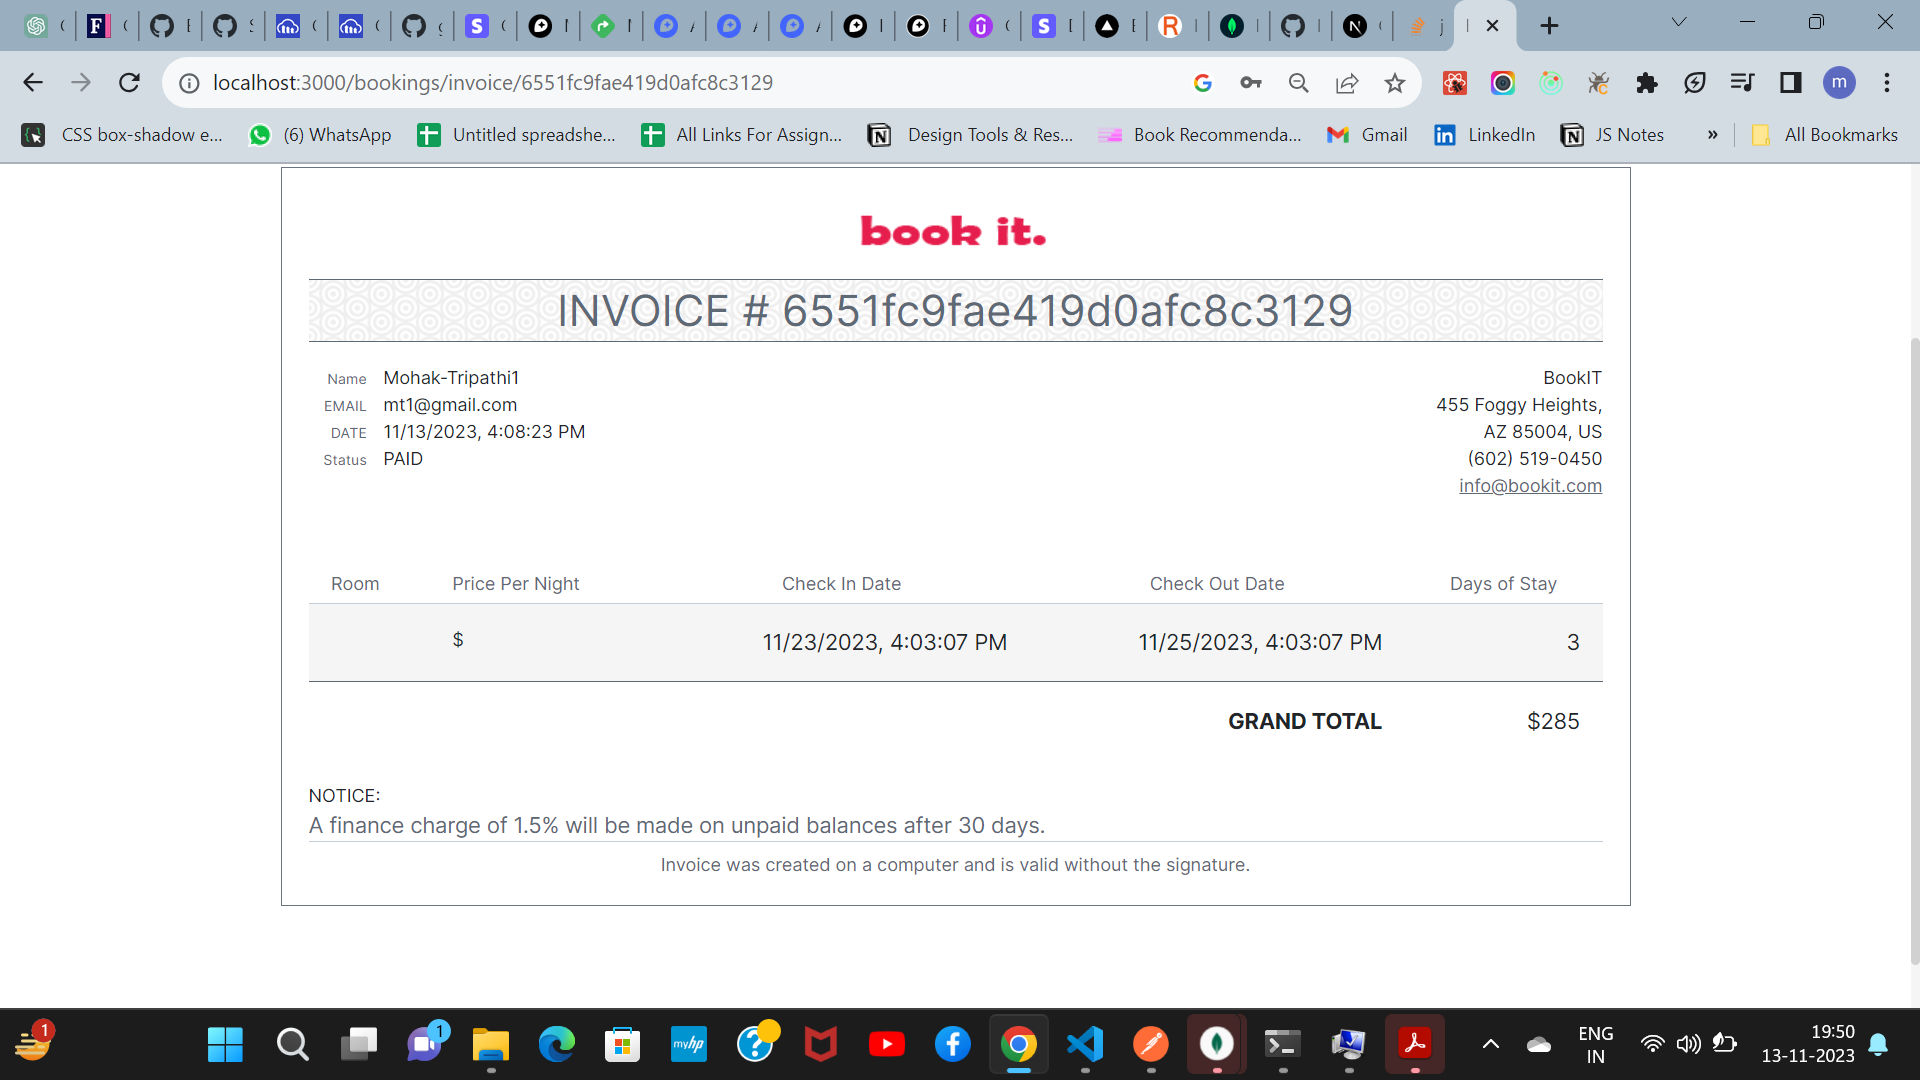 localhost:3000/bookings/invoice/6551fc9fae419d0afc8c3129
m
CSS box-shadow e...
(6) WhatsApp
Untitled spreadshe...
All Links For Assign...
Design Tools & Res...
Book Recommenda...
Gmail
LinkedIn
JS Notes
»
All Bookmarks
book it.
INVOICE # 6551fc9fae419d0afc8c3129
Name Mohak-Tripathi1
EMAIL mt1@gmail.com
DATE 11/13/2023, 4:08:23 PM
Status PAID
BookIT
455 Foggy Heights,
AZ 85004, US
(602) 519-0450
info@bookit.com
Room Price Per Night Check In Date Check Out Date Days of Stay
$ 11/23/2023, 4:03:07 PM 11/25/2023, 4:03:07 PM 3
GRAND TOTAL $285
NOTICE:
A finance charge of 1.5% will be made on unpaid balances after 30 days.
Invoice was created on a computer and is valid without the signature.
1
1
myhp
ENG
IN
19:50
13-11-2023